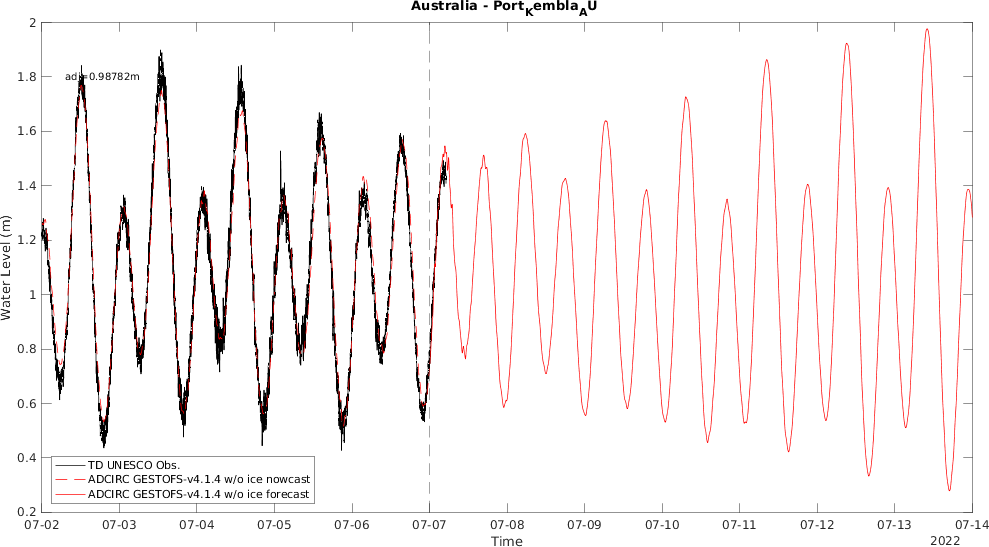 Australia - PortKemblaAU
2
1.8
1.6
1.4
1.2
1
0.8
0.6
0.4
0.2
Water Level (m)
adj=0.98782m
TD UNESCO Obs.
ADCIRC GESTOFS-v4.1.4 w/o ice nowcast
ADCIRC GESTOFS-v4.1.4 w/o ice forecast
07-02 07-03 07-04 07-05 07-06 07-07 07-08 07-09 07-10 07-11 07-12 07-13 07-14
Time
2022